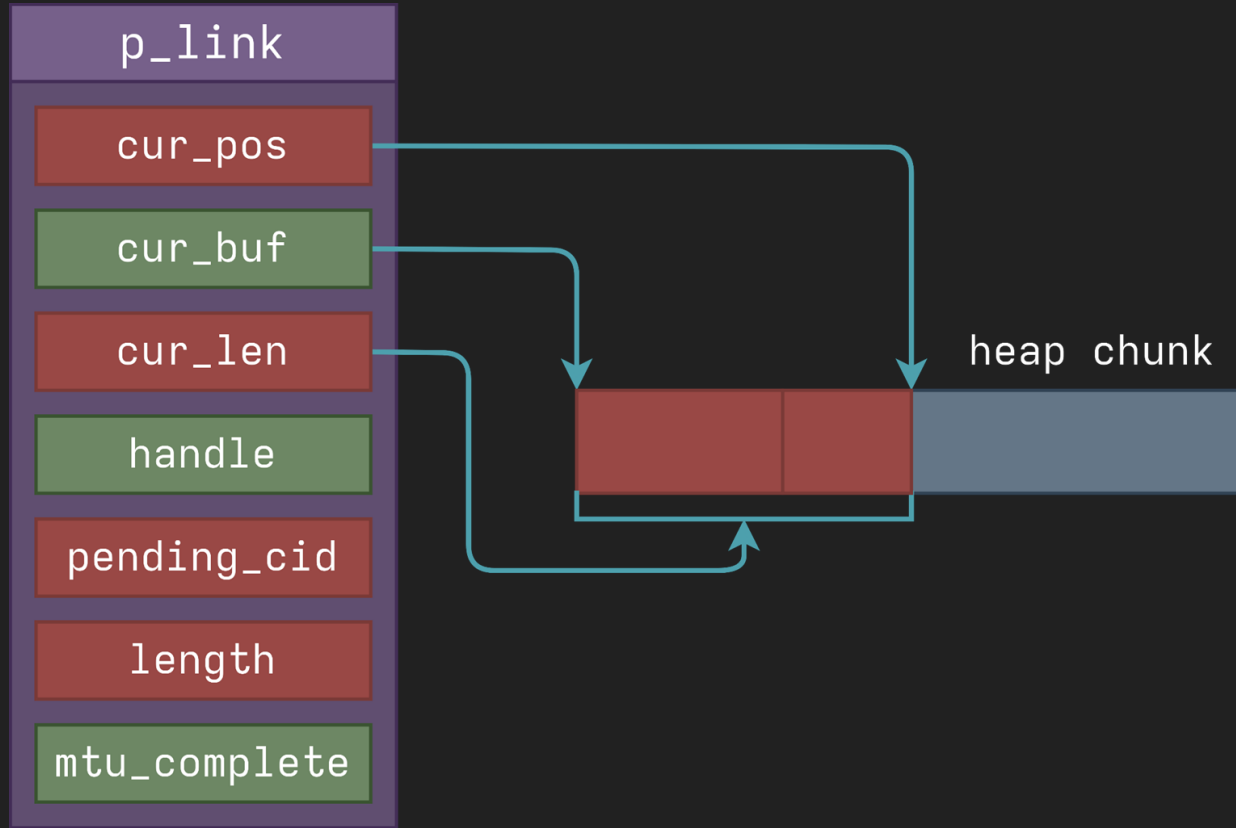 p_link
cur_pos
cur_buf
cur_len
heap chunk
handle
pending_cid
length
mtu_complete